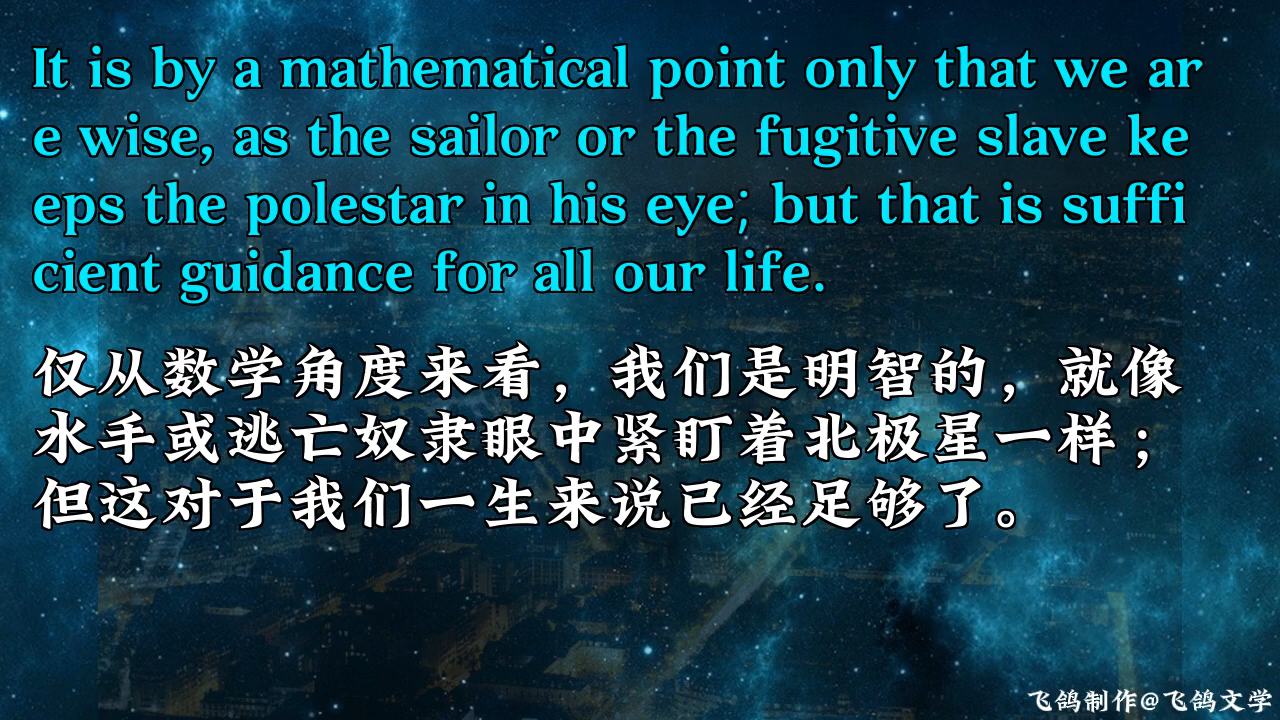 It is by a mathematical point only that we ar
e wise, as the sailor or the fugitive slave ke
eps the polestar in his eye; but that is suffi
cient guidance for all our life.
仅从数学角度来看，我们是明智的，就像
水手或逃亡奴隶眼中紧盯着北极星一样；
但这对于我们一生来说已经足够了。
飞鸽制作@飞鸽文学